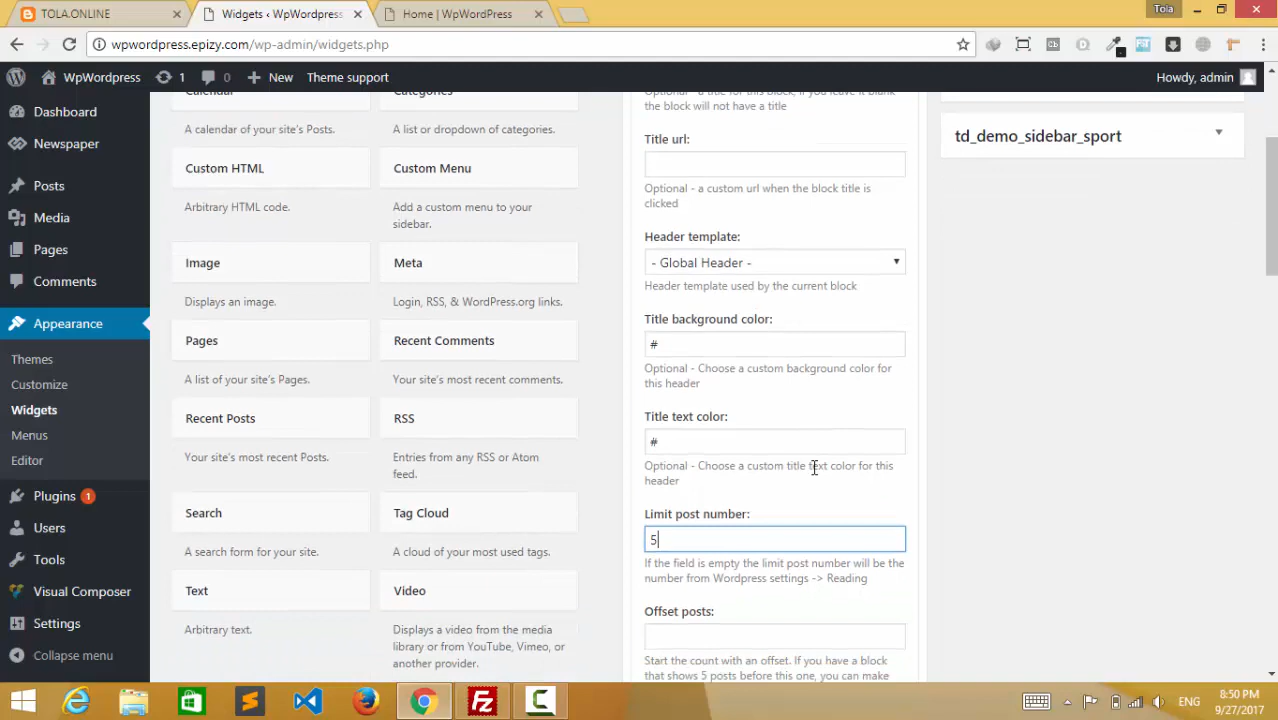 TOLA.ONLINE
Widgets ‹ WpWordpress
Home | WpWordpress
Tola
wpwordpress.epizy.com/wp-admin/widgets.php
WpWordpress
1
0
New
Theme support
Howdy, admin
Dashboard
Newspaper
Posts
Media
Pages
Comments
Appearance
Themes
Customize
Widgets
Menus
Editor
Plugins 1
Users
Tools
Visual Composer
Settings
Collapse menu
Calendar
A calendar of your site's Posts.
Custom HTML
Arbitrary HTML code.
Image
Displays an image.
Pages
A list of your site's Pages.
Recent Posts
Your site's most recent Posts.
Search
A search form for your site.
Text
Arbitrary text.
Categories
A list or dropdown of categories.
Custom Menu
Add a custom menu to your
sidebar.
Meta
Login, RSS, & WordPress.org links.
Recent Comments
Your site's most recent comments.
RSS
Entries from any RSS or Atom
feed.
Tag Cloud
A cloud of your most used tags.
Video
Displays a video from the media
library or from YouTube, Vimeo, or
another provider.
Optional - a title for this block, if you leave it blank
the block will not have a title
Title url:
Optional - a custom url when the block title is
clicked
Header template:
- Global Header -
Header template used by the current block
Title background color:
#
Optional - Choose a custom background color for
this header
Title text color:
#
Optional - Choose a custom title text color for this
header
Limit post number:
5
If the field is empty the limit post number will be the
number from Wordpress settings -> Reading
Offset posts:
Start the count with an offset. If you have a block
that shows 5 posts before this one, you can make
td_demo_sidebar_sport
ENG
8:50 PM
9/27/2017